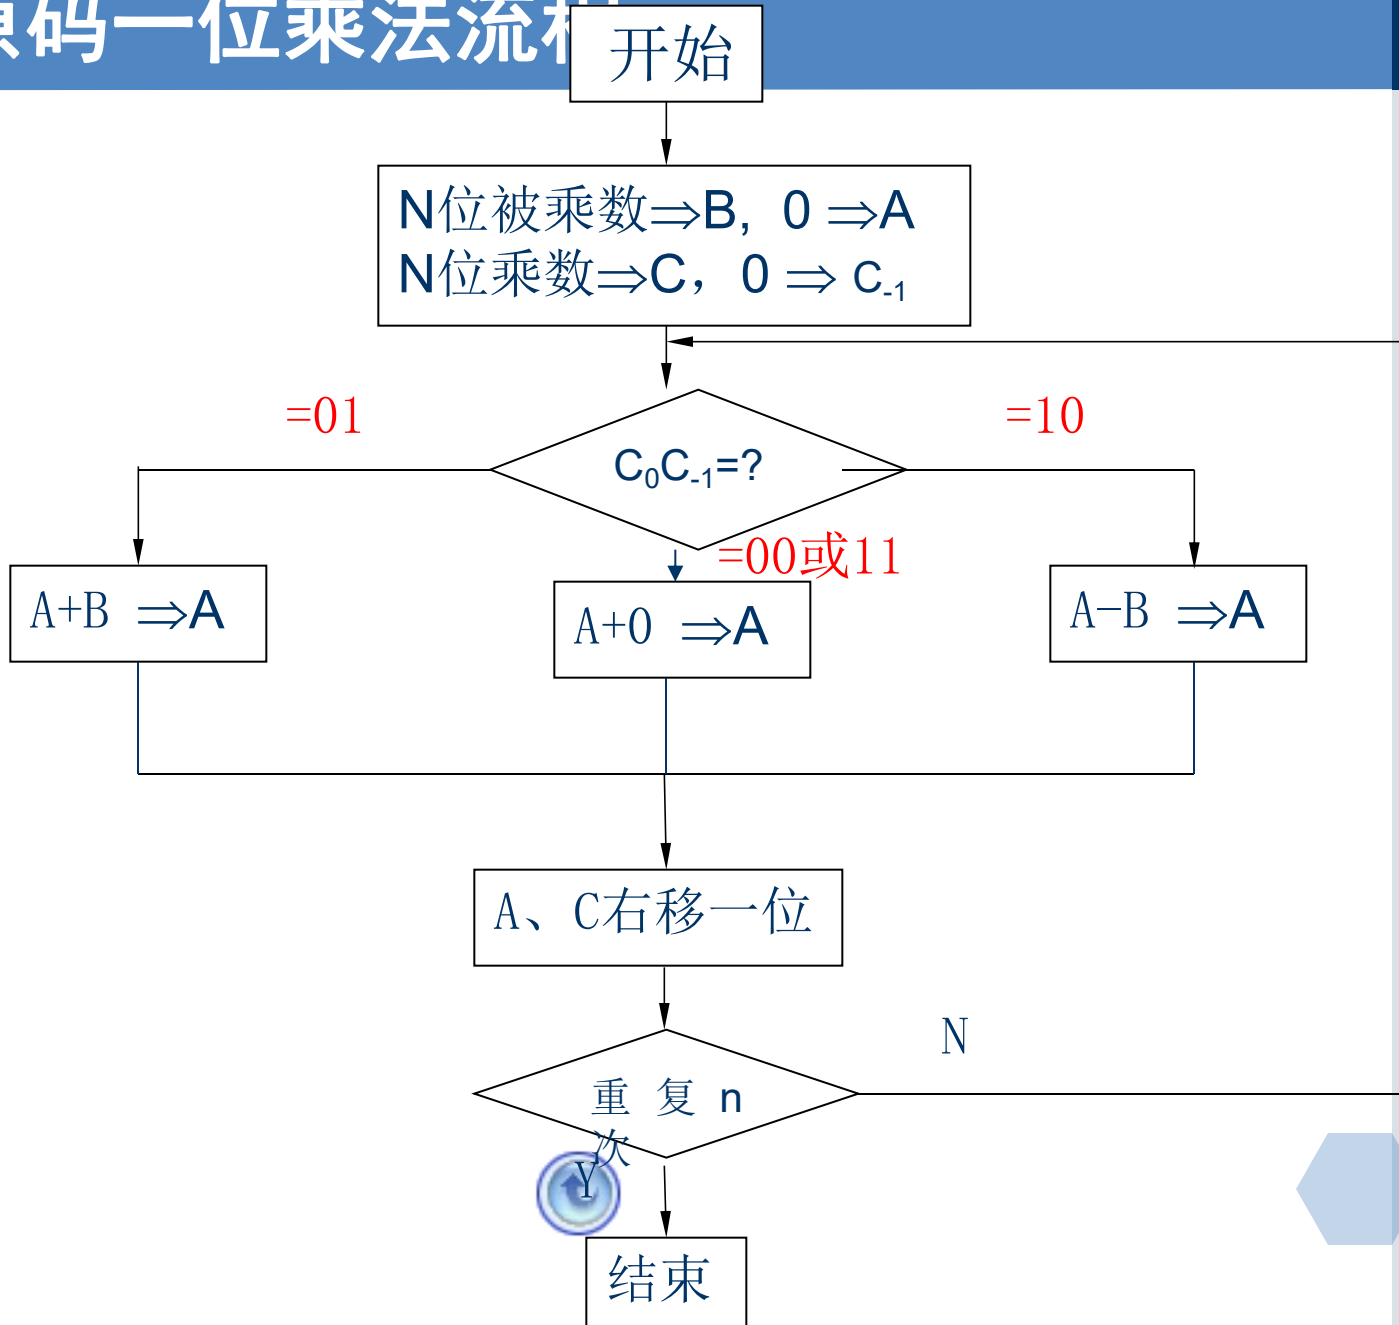 码一位乘法流
开始
N位被乘数⇒B, 0 ⇒A
N位乘数⇒C，0 ⇒ C-1
=01
=10
C0C-1=?
=00或11
A+B ⇒A
A+0 ⇒A
A-B ⇒A
A、C右移一位
N
重 复 n
次
Y
结束